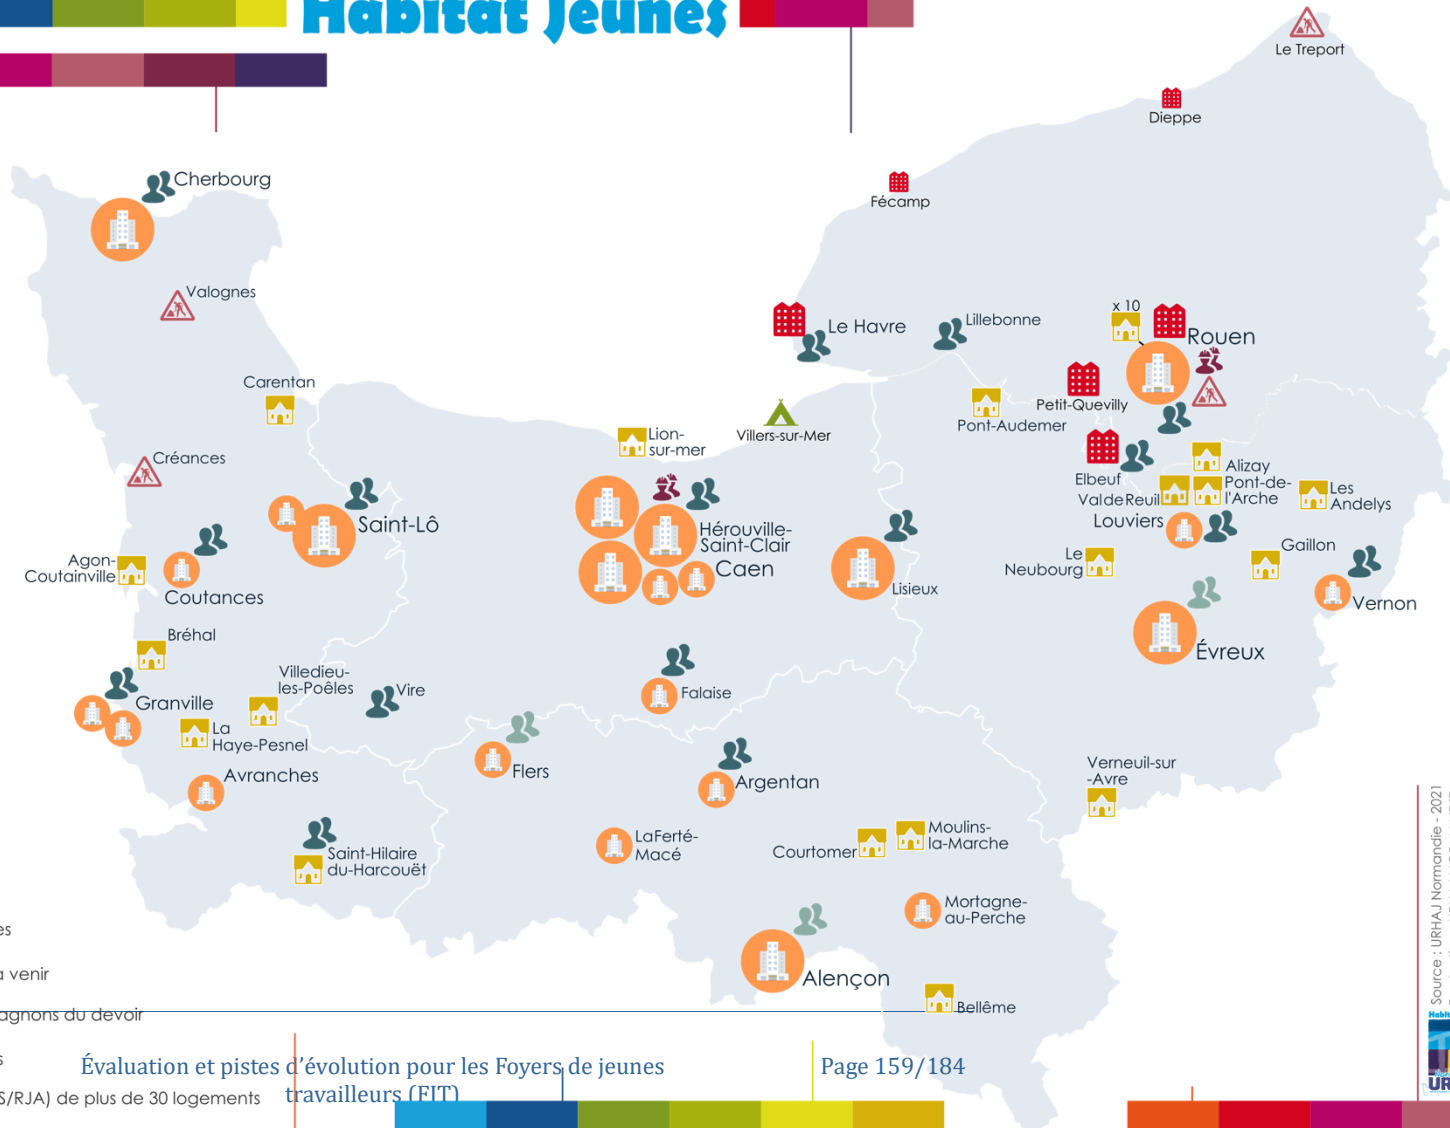 Habitat Jeunes
Le Treport
Dieppe
Fécamp
Cherbourg
Valognes
x 10
Le Havre
Lillebonne
Rouen
Carentan
Petit-Quevilly
Pont-Audemer
Villers-sur-Mer
Lion-
sur-mer
Créances
Elbeuf
Alizay
Val de Reuil
Pont-de-
l'Arche
Les
Andelys
Louviers
Saint-Lô
Hérouville-
Saint-Clair
Caen
Gaillon
Le
Neubourg
Agon-
Coutainville
Coutances
Lisieux
Vernon
Bréhal
Évreux
Villedieu-
les-Poêles
Vire
Falaise
Granville
La
Haye-Pesnel
Avranches
Flers
Argentan
Verneuil-sur
-Avre
LaFerté-
Macé
Courtomer
Moulins-
la-Marche
Saint-Hilaire
du-Harcouët
Mortagne-
au-Perche
Alençon
Bellême
es
à venir
agnons du devoir
s
S/RJA) de plus de 30 logements
Évaluation et pistes d'évolution pour les Foyers de jeunes
travailleurs (FJT)
Page 159/184
Source : URHAJ Normandie - 2021